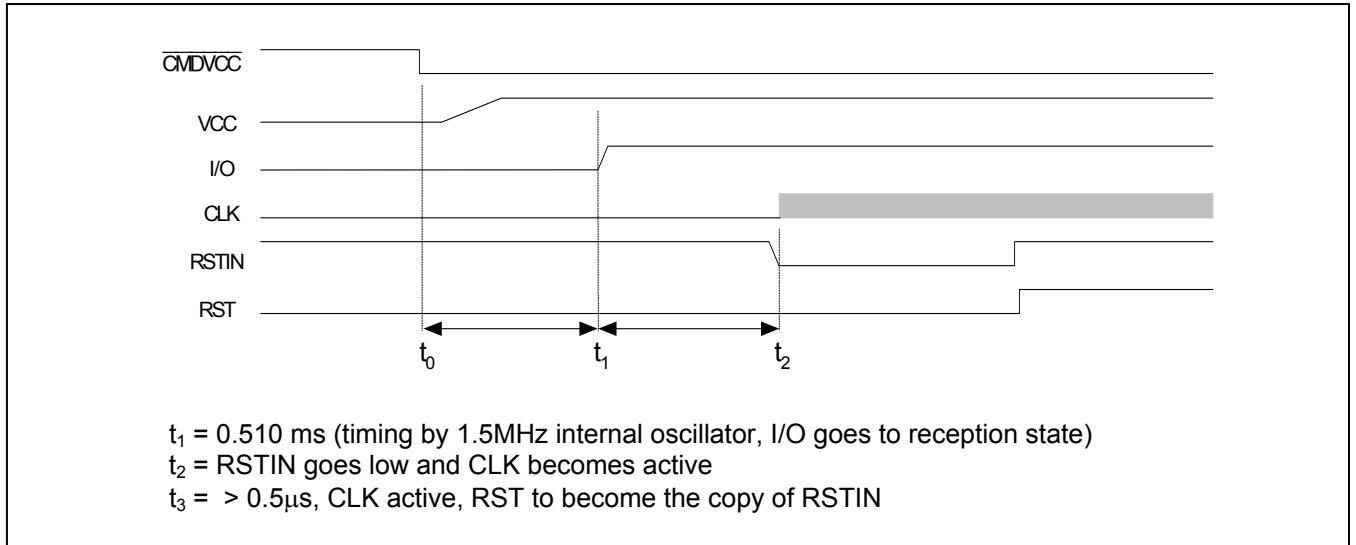 CMDVCC
VCC
I/O
CLK
RSTIN
RST
t₀ t₁ t₂
t₁ = 0.510 ms (timing by 1.5MHz internal oscillator, I/O goes to reception state)
t₂ = RSTIN goes low and CLK becomes active
t₃ = > 0.5μs, CLK active, RST to become the copy of RSTIN